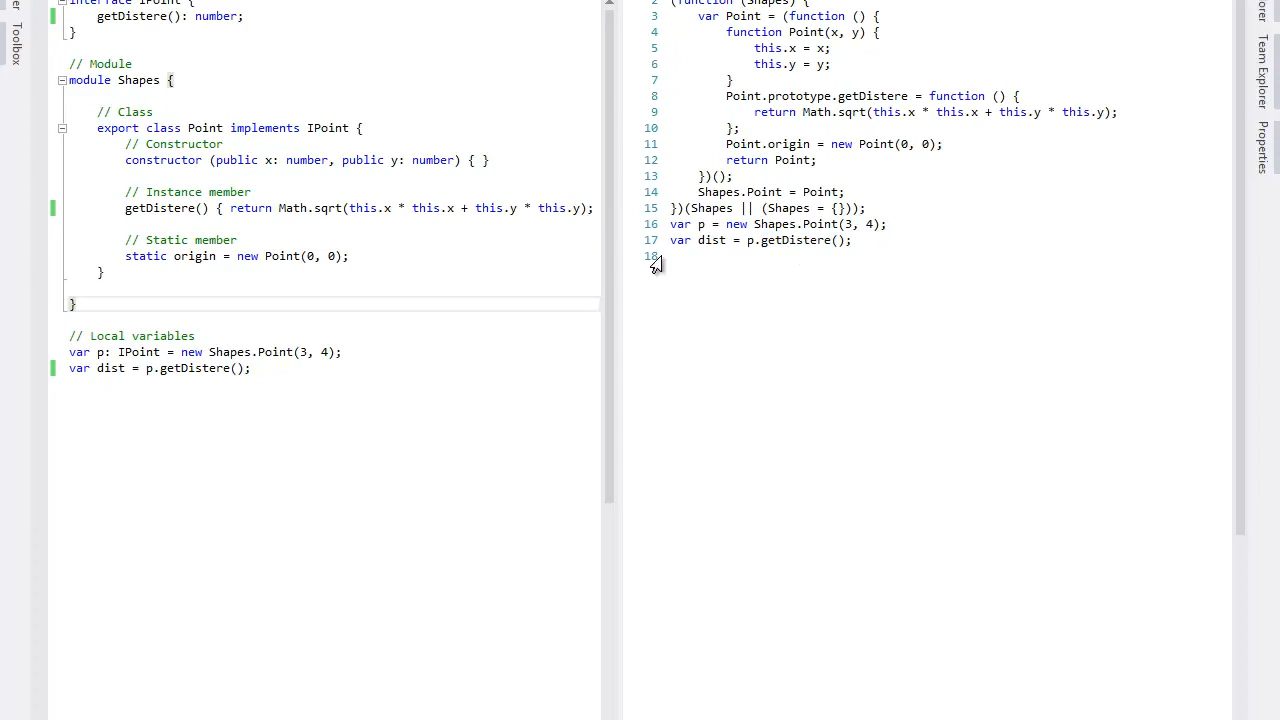 interface IPoint {
getDistere(): number;
}
// Module
module Shapes {
// Class
export class Point implements IPoint {
// Constructor
constructor (public x: number, public y: number) { }
// Instance member
getDistere() { return Math.sqrt(this.x * this.x + this.y * this.y);
// Static member
static origin = new Point(0, 0);
}
}
// Local variables
var p: IPoint = new Shapes.Point(3, 4);
var dist = p.getDistere();
2 (function (Shapes) {
3 var Point = (function () {
4 function Point(x, y) {
5 this.x = x;
6 this.y = y;
7 }
8 Point.prototype.getDistere = function () {
9 return Math.sqrt(this.x * this.x + this.y * this.y);
10 };
11 Point.origin = new Point(0, 0);
12 return Point;
13 })();
14 Shapes.Point = Point;
15 })(Shapes || (Shapes = {}));
16 var p = new Shapes.Point(3, 4);
17 var dist = p.getDistere();
18
Toolbox
Team Explorer
Properties